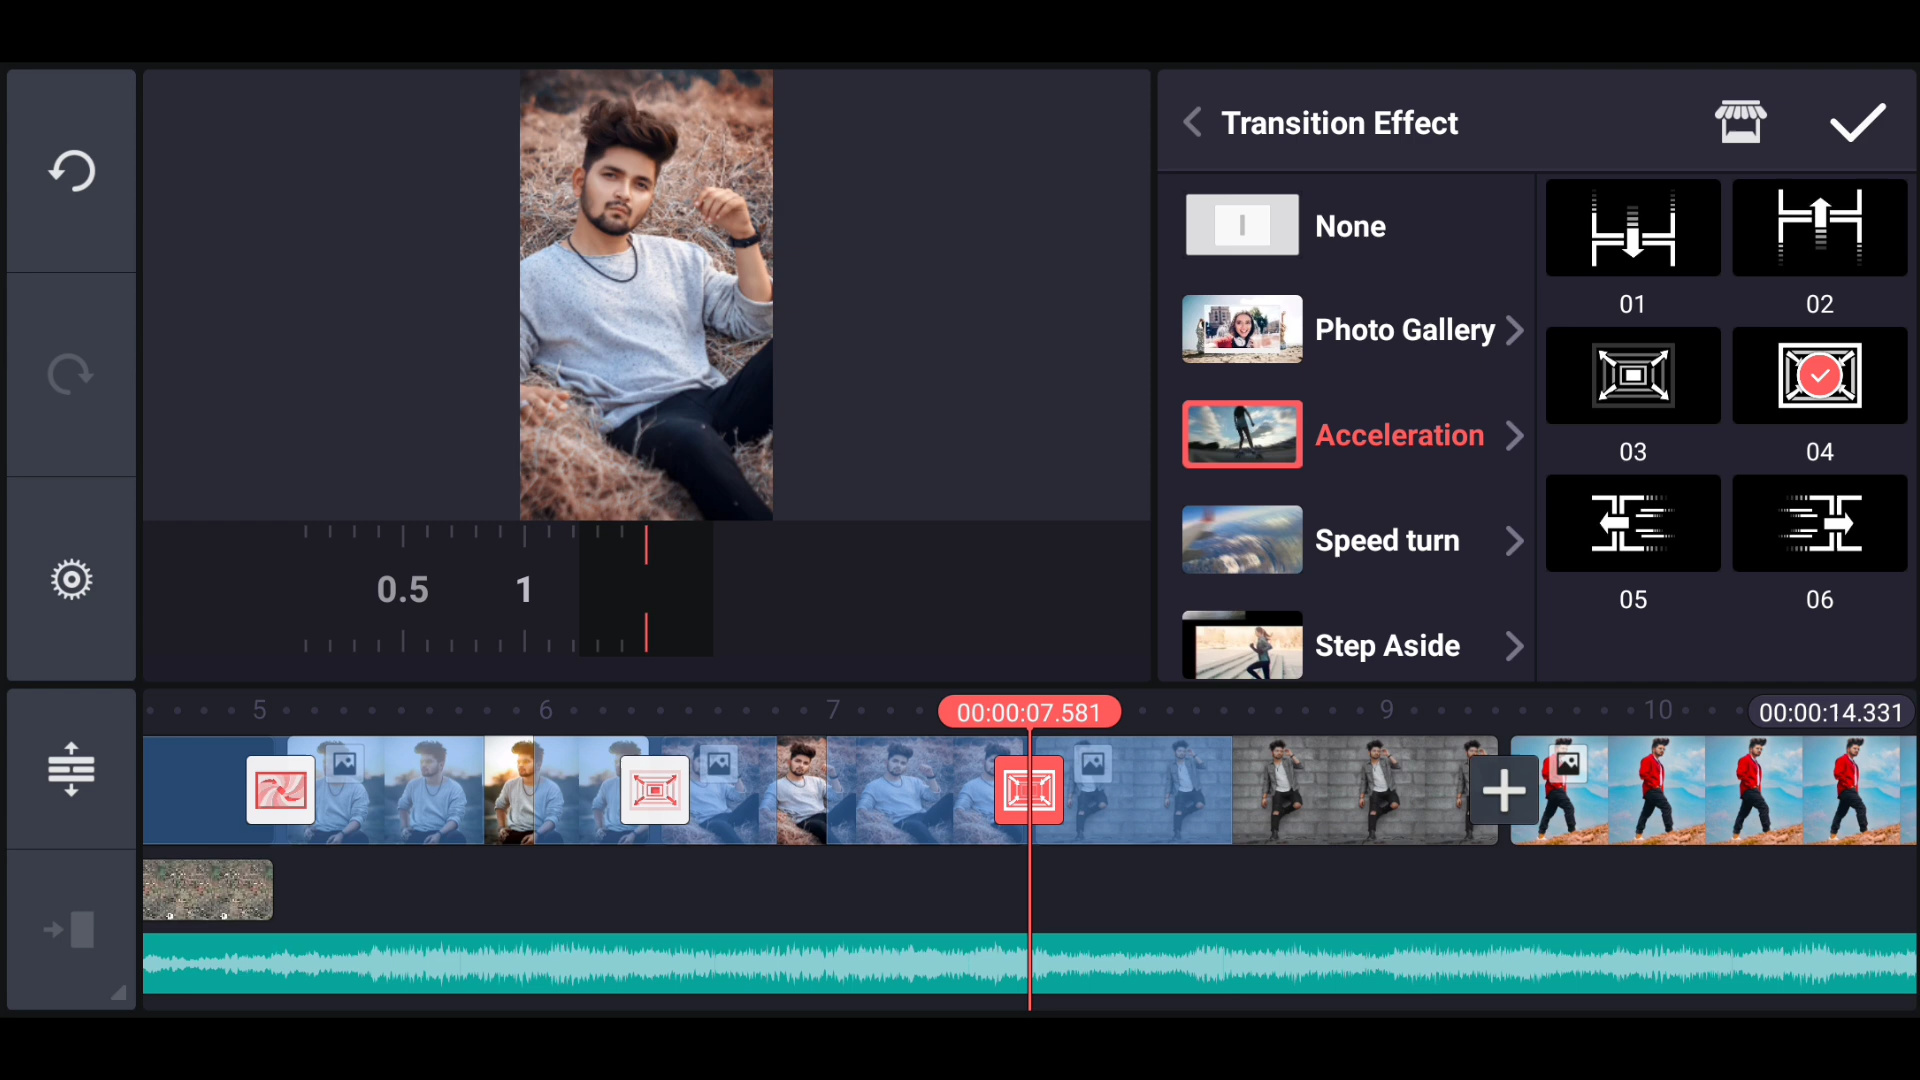 Transition Effect
None
Photo Gallery
Acceleration
Speed turn
Step Aside
01
02
03
04
05
06
0.5
1
5
6
7
00:00:07.581
9
10
00:00:14.331